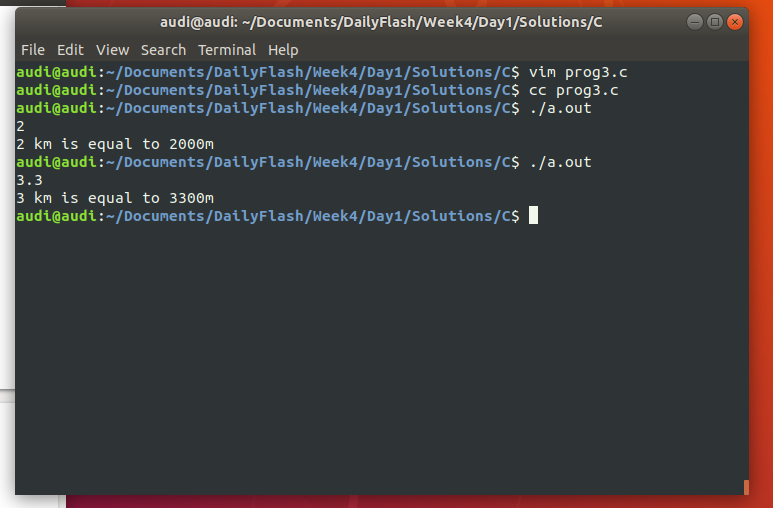 audi@audi: ~/Documents/DailyFlash/Week4/Day1/Solutions/C
File Edit View Search Terminal Help
audi@audi:~/Documents/DailyFlash/Week4/Day1/Solutions/C$ vim prog3.c
audi@audi:~/Documents/DailyFlash/Week4/Day1/Solutions/C$ cc prog3.c
audi@audi:~/Documents/DailyFlash/Week4/Day1/Solutions/C$ ./a.out
2
2 km is equal to 2000m
audi@audi:~/Documents/DailyFlash/Week4/Day1/Solutions/C$ ./a.out
3.3
3 km is equal to 3300m
audi@audi:~/Documents/DailyFlash/Week4/Day1/Solutions/C$